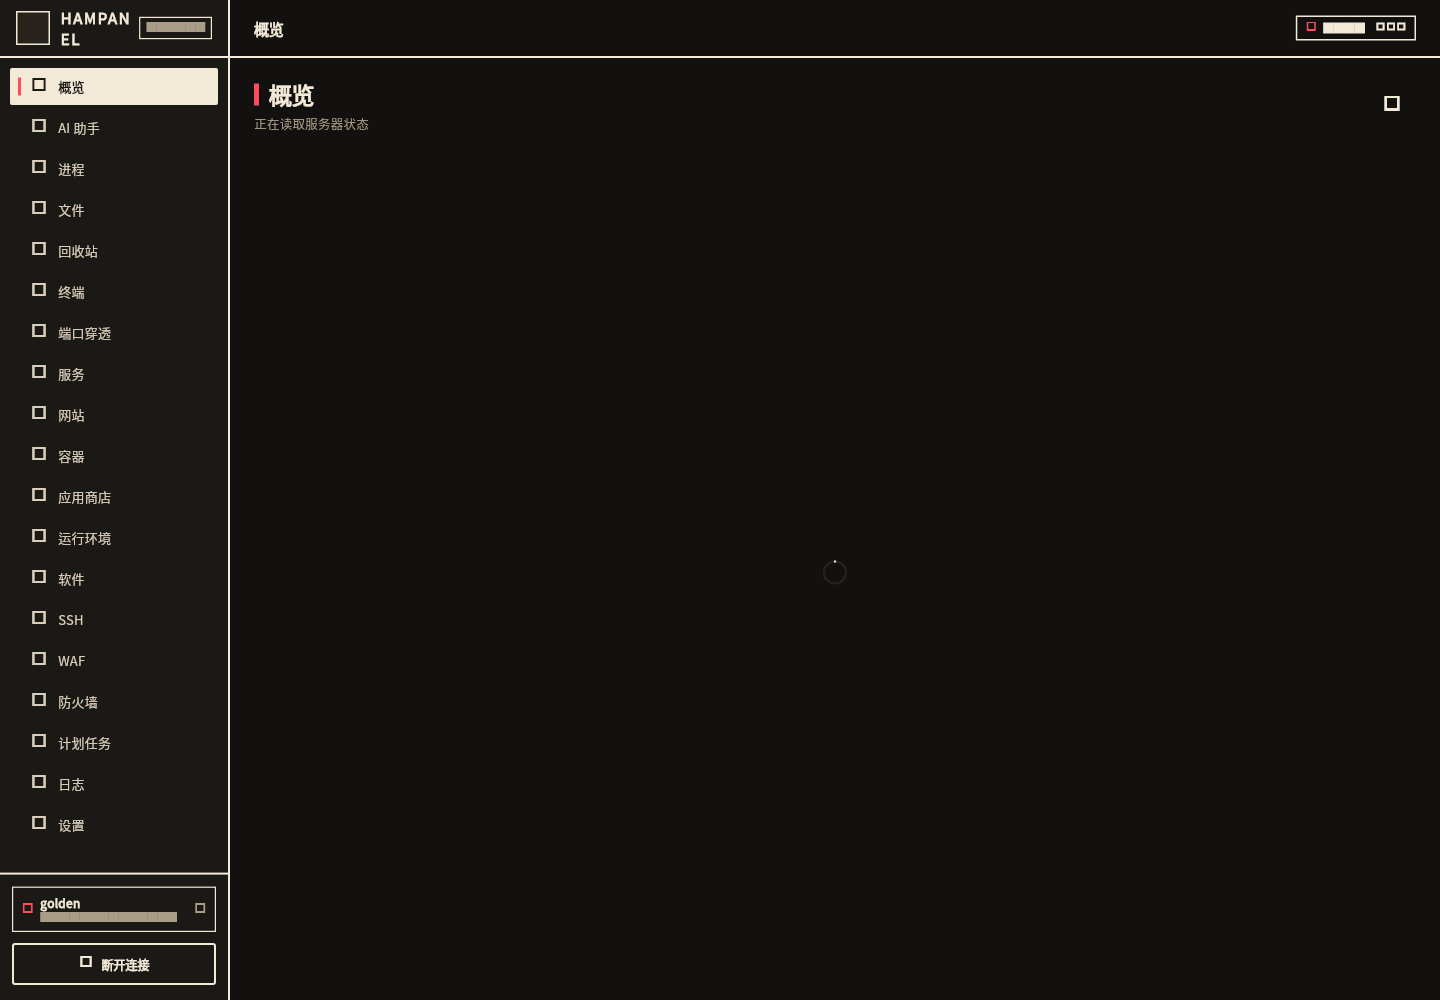 HAMPAN
EL
概览
概览
AI 助手
进程
文件
回收站
终端
端口穿透
服务
网站
容器
应用商店
运行环境
软件
SSH
WAF
防火墙
计划任务
日志
设置
golden
断开连接
概览
正在读取服务器状态